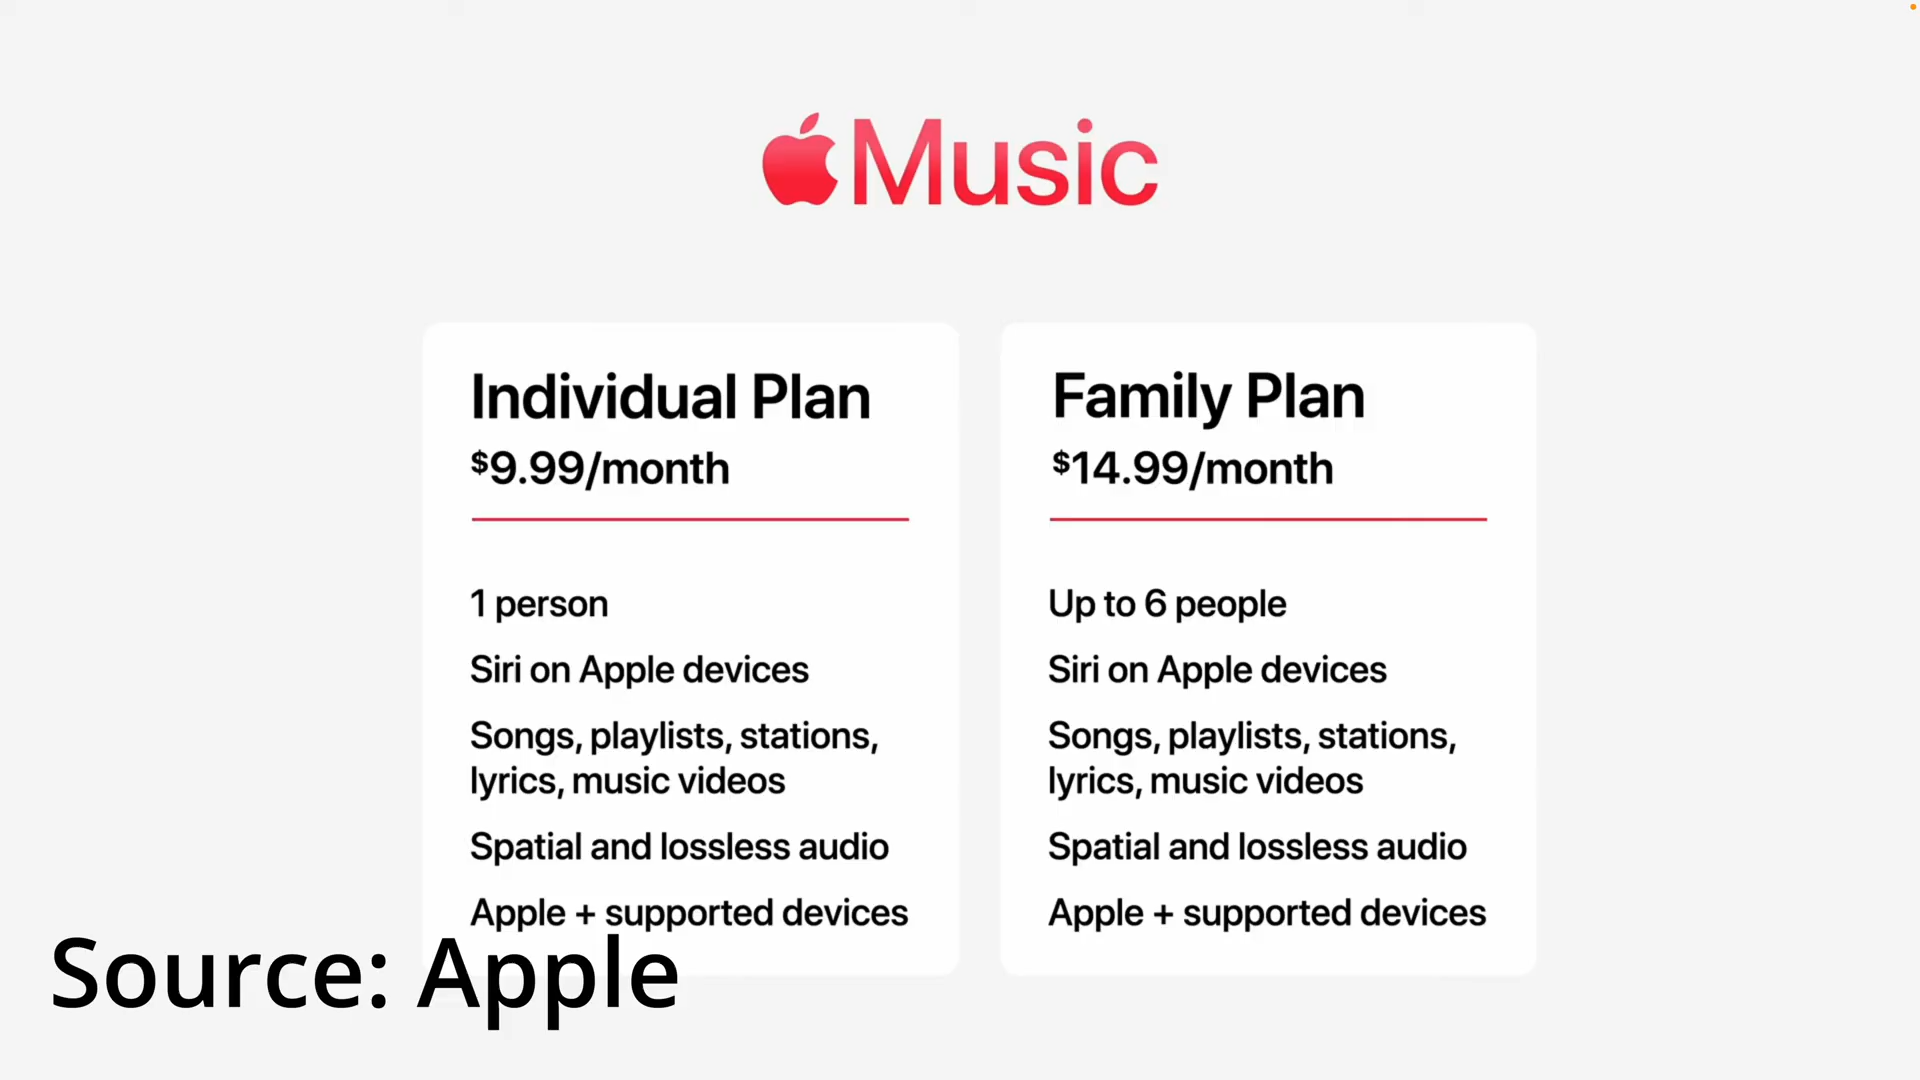 Music
Individual Plan
$9.99/month
1 person
Siri on Apple devices
Songs, playlists, stations,
lyrics, music videos
Spatial and lossless audio
Apple + supported devices
Family Plan
$14.99/month
Up to 6 people
Siri on Apple devices
Songs, playlists, stations,
lyrics, music videos
Spatial and lossless audio
Apple + supported devices
Source: Apple